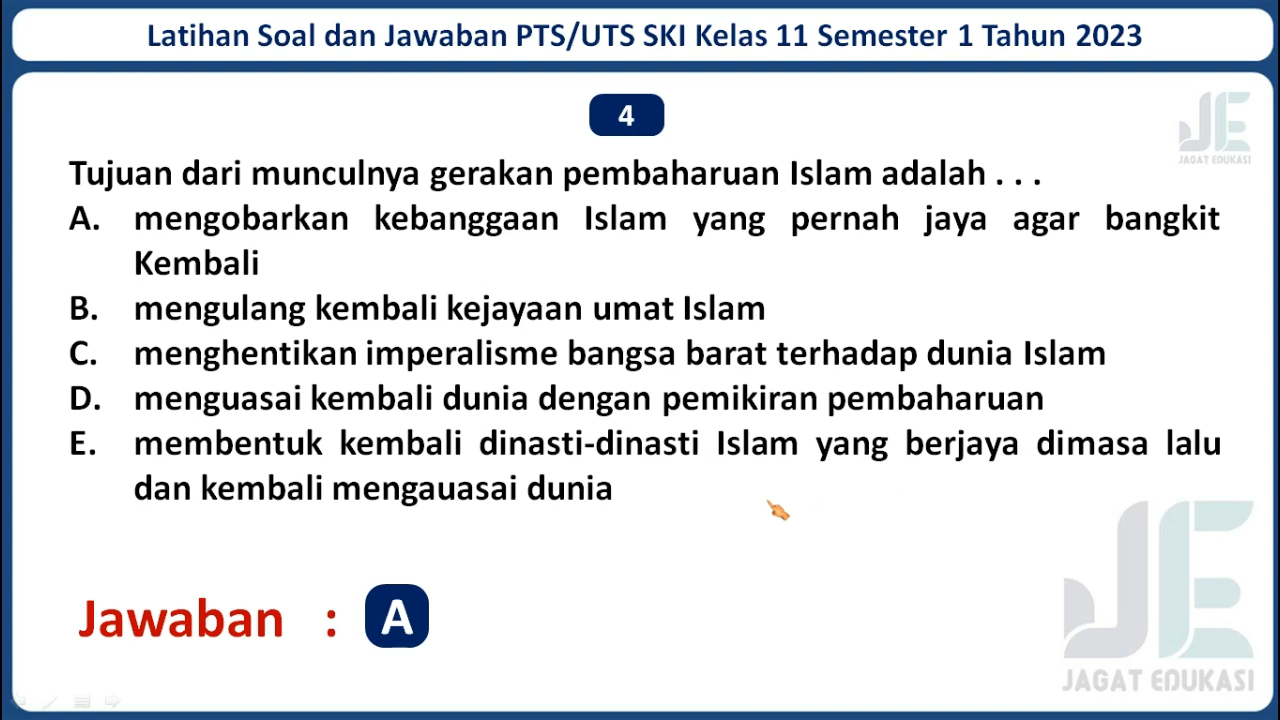 Latihan Soal dan Jawaban PTS/UTS SKI Kelas 11 Semester 1 Tahun 2023
4
JE
JAGAT EDUKASI
Tujuan dari munculnya gerakan pembaharuan Islam adalah . . .
A. mengobarkan kebanggaan Islam yang pernah jaya agar bangkit
Kembali
B. mengulang kembali kejayaan umat Islam
C. menghentikan imperalisme bangsa barat terhadap dunia Islam
D. menguasai kembali dunia dengan pemikiran pembaharuan
E. membentuk kembali dinasti-dinasti Islam yang berjaya dimasa lalu
dan kembali mengauasai dunia
Jawaban : A
JE
JAGAT EDUKASI